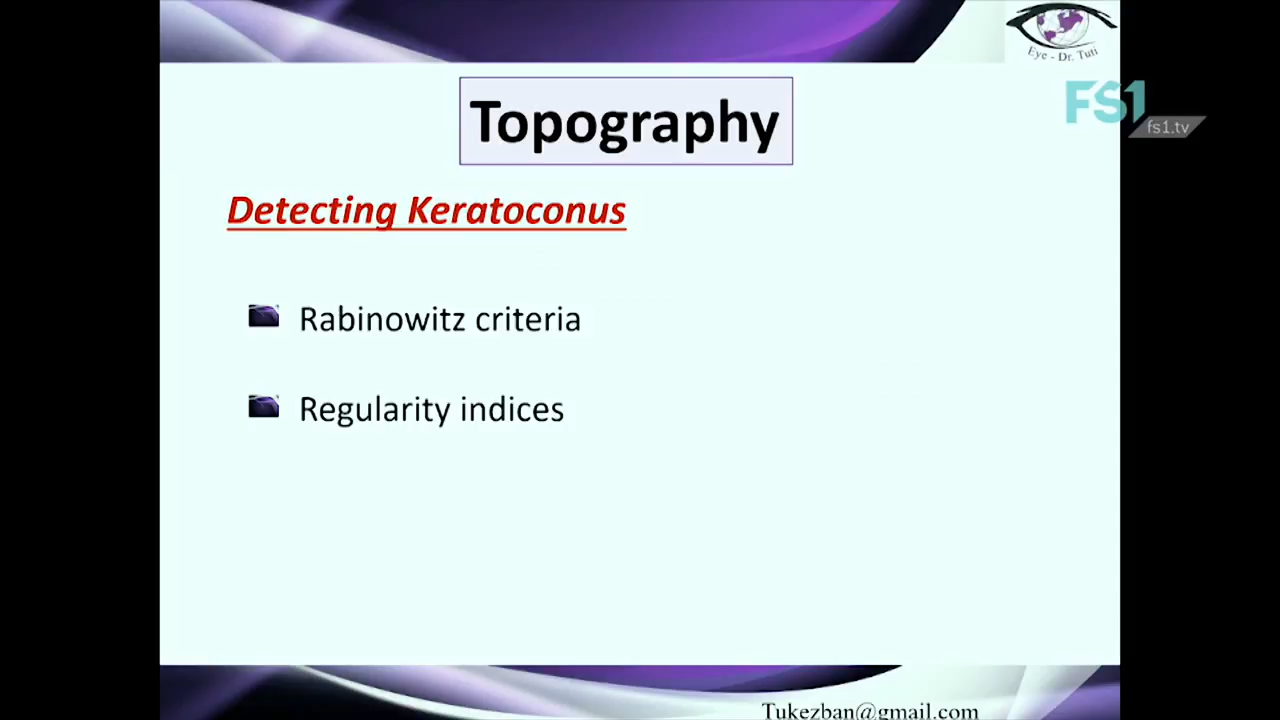 Eye - Dr. Tuti
FS1
fs1.tv
Topography
Detecting Keratoconus
Rabinowitz criteria
Regularity indices
Tukezban@gmail.com